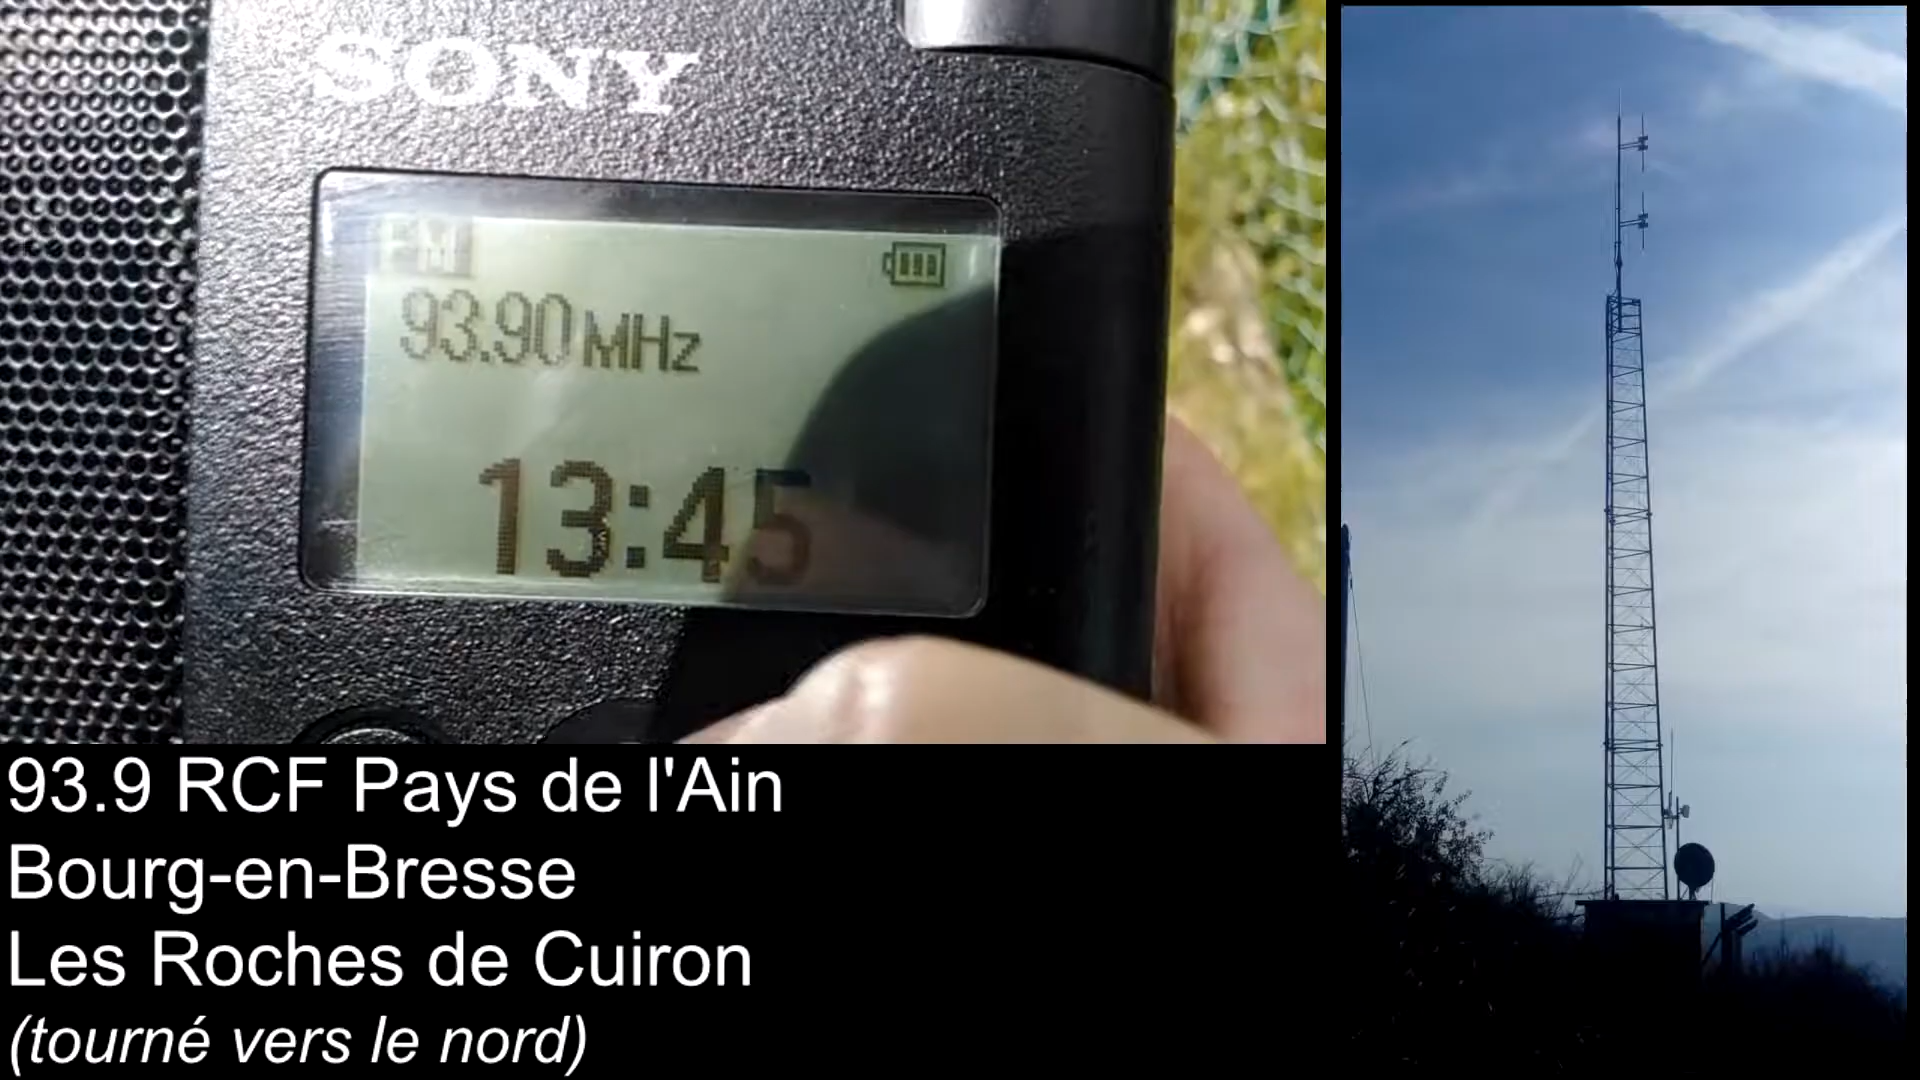 SONY
FM
93.90 MHz
13:45
93.9 RCF Pays de l'Ain
Bourg-en-Bresse
Les Roches de Cuiron
(tourné vers le nord)